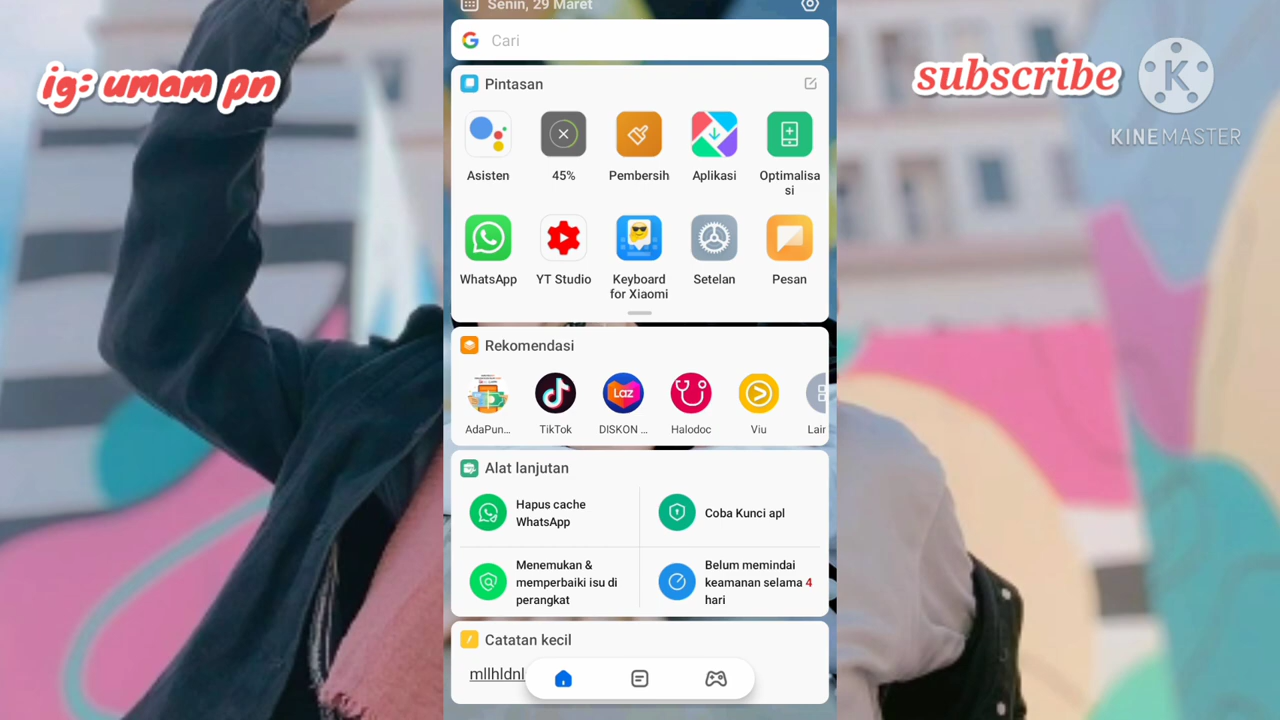 Senin, 29 Maret
ig: umam pn
subscribe
K
KINEMASTER
Cari
Pintasan
Asisten
45%
Pembersih
Aplikasi
Optimalisa
si
WhatsApp
YT Studio
Keyboard
for Xiaomi
Setelan
Pesan
Rekomendasi
Laz
AdaPun...
TikTok
DISKON ...
Halodoc
Viu
Lair
Alat lanjutan
Hapus cache
WhatsApp
Coba Kunci apl
Menemukan &
memperbaiki isu di
perangkat
Belum memindai
keamanan selama 4
hari
Catatan kecil
mllhldnl